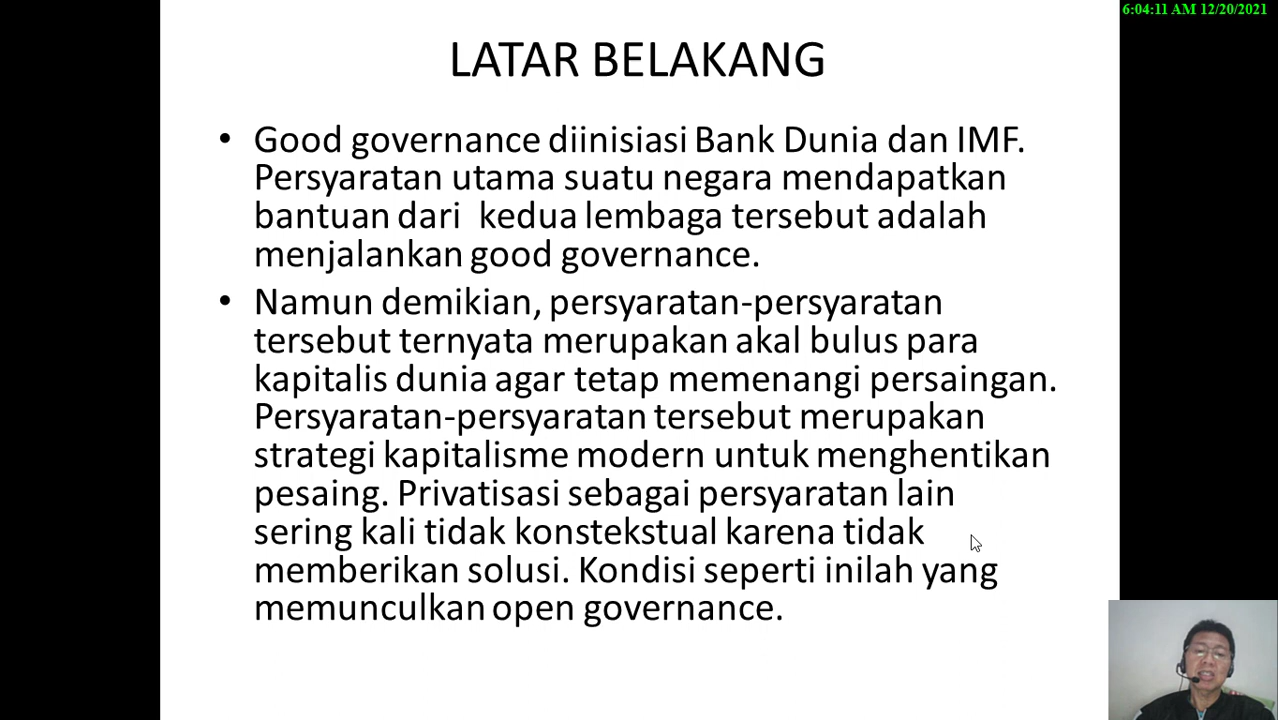 6:04:11 AM 12/20/2021
LATAR BELAKANG
• Good governance diinisiasi Bank Dunia dan IMF.
Persyaratan utama suatu negara mendapatkan
bantuan dari kedua lembaga tersebut adalah
menjalankan good governance.
• Namun demikian, persyaratan-persyaratan
tersebut ternyata merupakan akal bulus para
kapitalis dunia agar tetap memenangi persaingan.
Persyaratan-persyaratan tersebut merupakan
strategi kapitalisme modern untuk menghentikan
pesaing. Privatisasi sebagai persyaratan lain
sering kali tidak konstekstual karena tidak
memberikan solusi. Kondisi seperti inilah yang
memunculkan open governance.